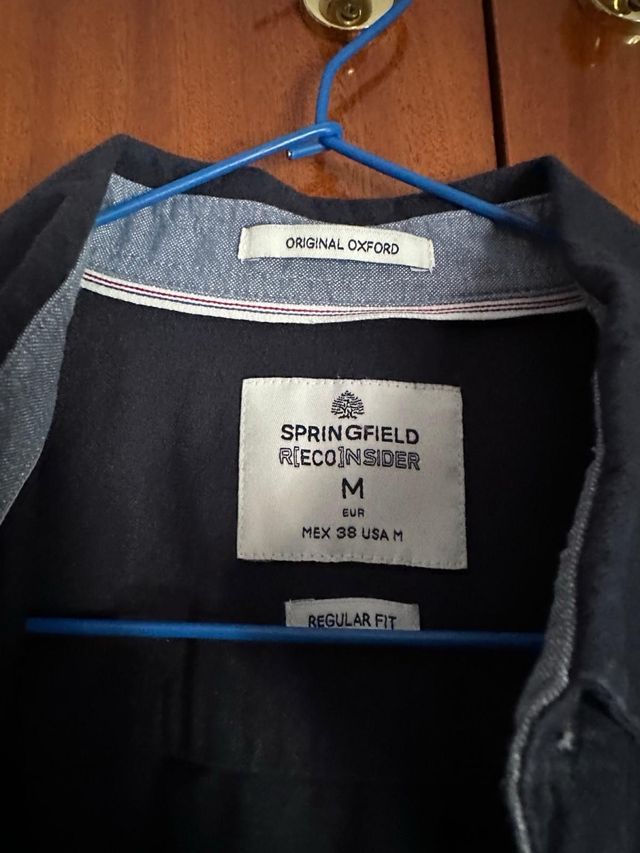 ORIGINAL OXFORD
SPRINGFIELD
R[ECO]NSIDER
M
EUR
MEX 38 USA M
REGULAR FIT